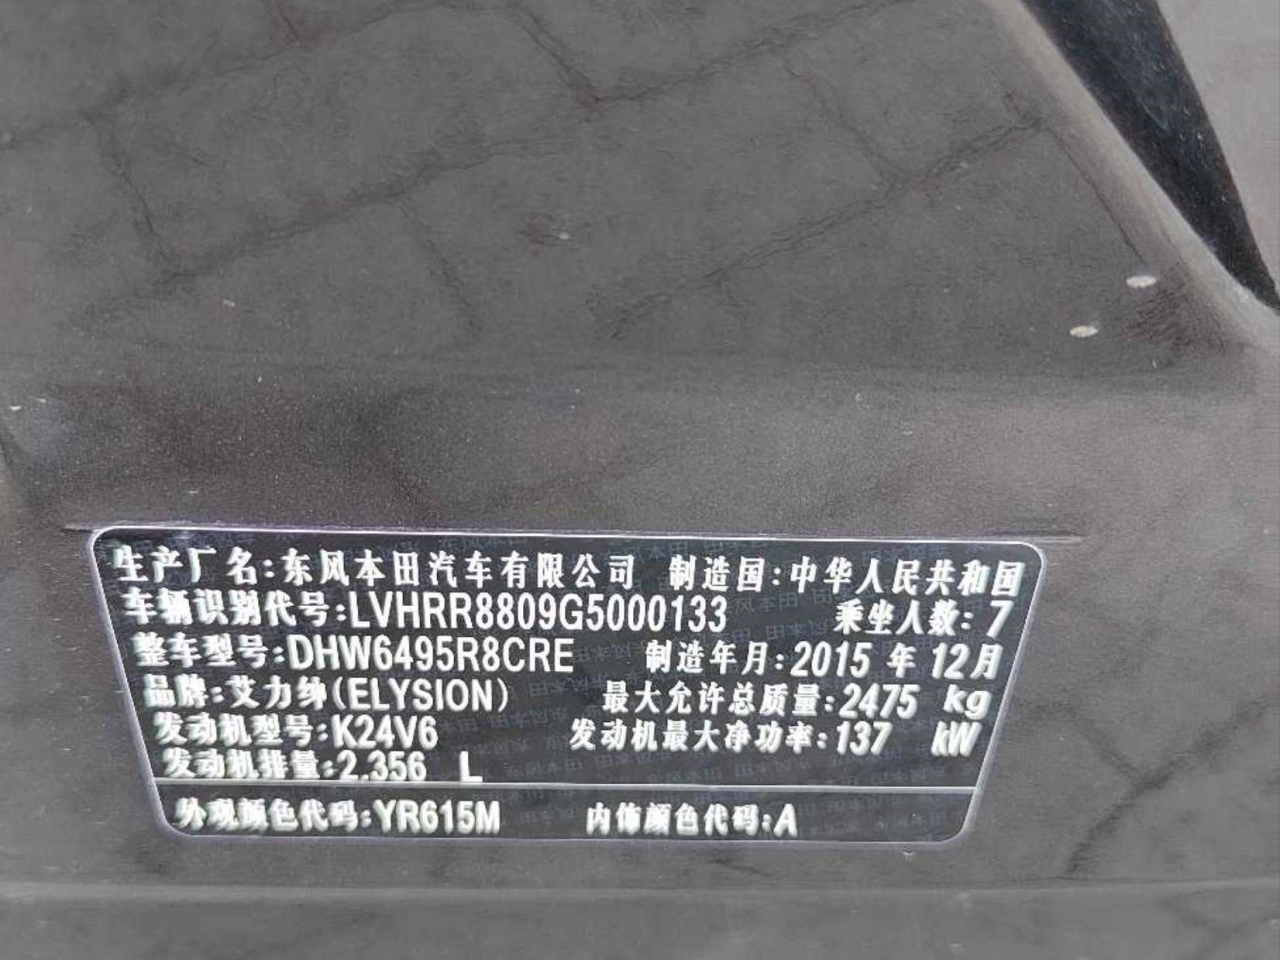 生产厂名:东风本田汽车有限公司 制造国:中华人民共和国
车辆识别代号:LVHRR8809G5000133 乘坐人数:7
整车型号:DHW6495R8CRE 制造年月:2015 年 12月
品牌:艾力绅(ELYSION) 最大允许总质量:2475 kg
发动机型号:K24V6 发动机最大净功率:137 kW
发动机排量:2.356 L
外观颜色代码:YR615M 内饰颜色代码:A